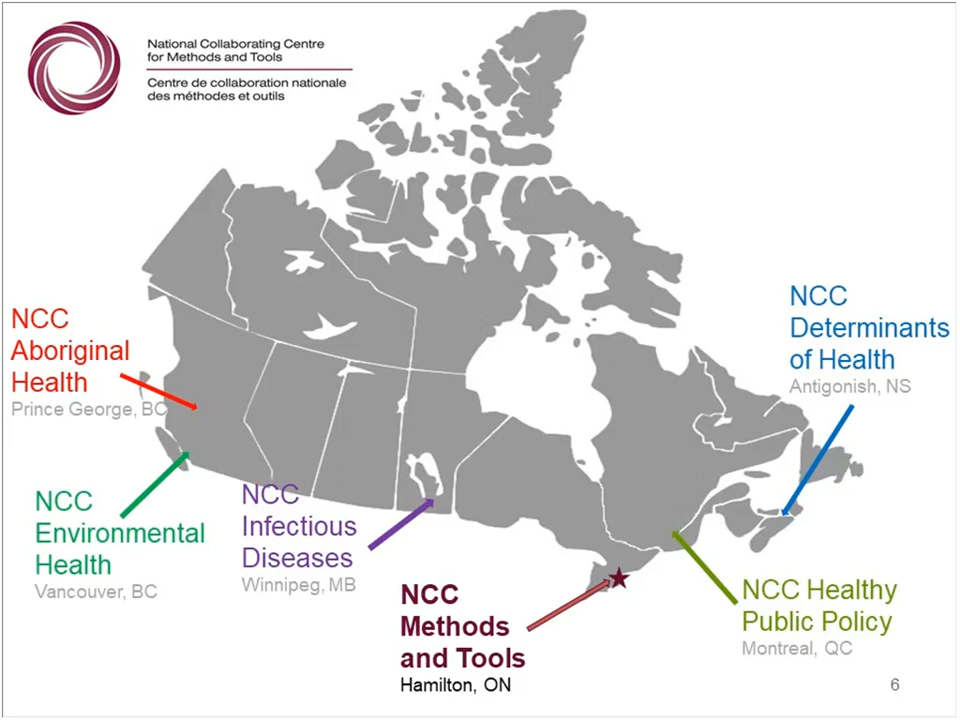 National Collaborating Centre
for Methods and Tools
Centre de collaboration nationale
des méthodes et outils
NCC
Aboriginal
Health
Prince George, BC
NCC
Environmental
Health
Vancouver, BC
NCC
Infectious
Diseases
Winnipeg, MB
NCC
Methods
and Tools
Hamilton, ON
NCC Healthy
Public Policy
Montreal, QC
NCC
Determinants
of Health
Antigonish, NS
6